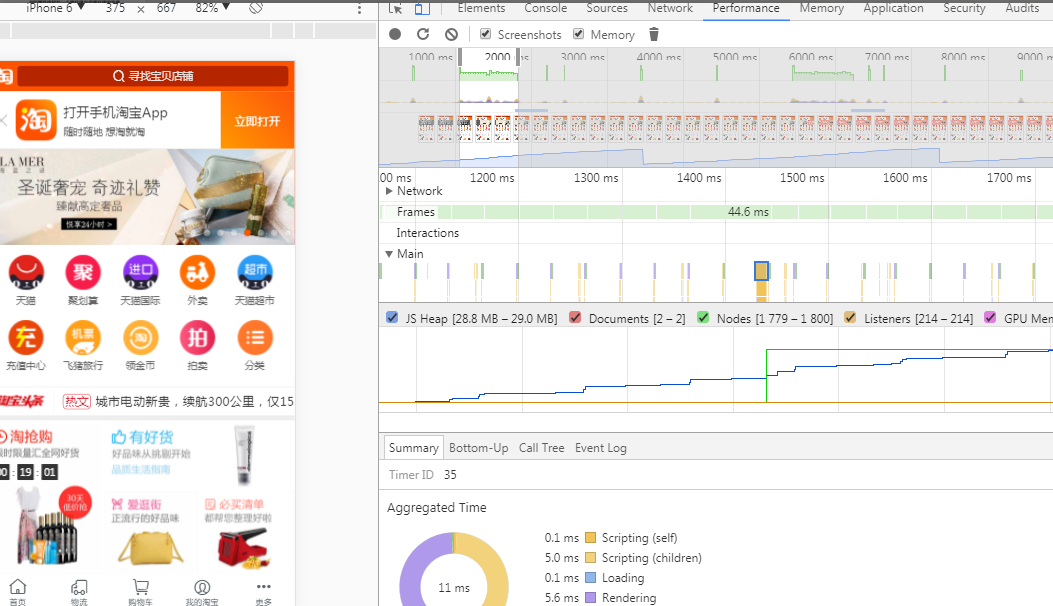 iPhone 6 ▼ 375 × 667 82% ▼
Elements Console Sources Network Performance Memory Application Security Audits
Screenshots Memory
1000 ms 2000 ms 3000 ms 4000 ms 5000 ms 6000 ms 7000 ms 8000 ms 9000 ms
00 ms 1200 ms 1300 ms 1400 ms 1500 ms 1600 ms 1700 ms
Network
Frames 44.6 ms
Interactions
Main
JS Heap [28.8 MB – 29.0 MB] Documents [2 – 2] Nodes [1 779 – 1 800] Listeners [214 – 214] GPU Mem
Summary Bottom-Up Call Tree Event Log
Timer ID 35
Aggregated Time
11 ms
0.1 ms Scripting (self)
5.0 ms Scripting (children)
0.1 ms Loading
5.6 ms Rendering
淘
寻找宝贝店铺
淘
打开手机淘宝App
随时随地 想淘就淘
立即打开
LA MER
圣诞奢宠 奇迹礼赞
臻献高定奢品
悦享24小时 >
聚 进口 超市
天猫 聚划算 天猫国际 外卖 天猫超市
充 机票 淘 拍
充值中心 飞猪旅行 领金币 拍卖 分类
淘宝头条 热文 城市电动新贵，续航300公里，仅15
淘抢购
限时限量汇全网好货
00 : 19 : 01
30天
低价抢
有好货
好品味从挑剔开始
品质生活指南
爱逛街
正流行的好品味
必买清单
都帮您整理好啦
首页 物流 购物车 我的淘宝 更多